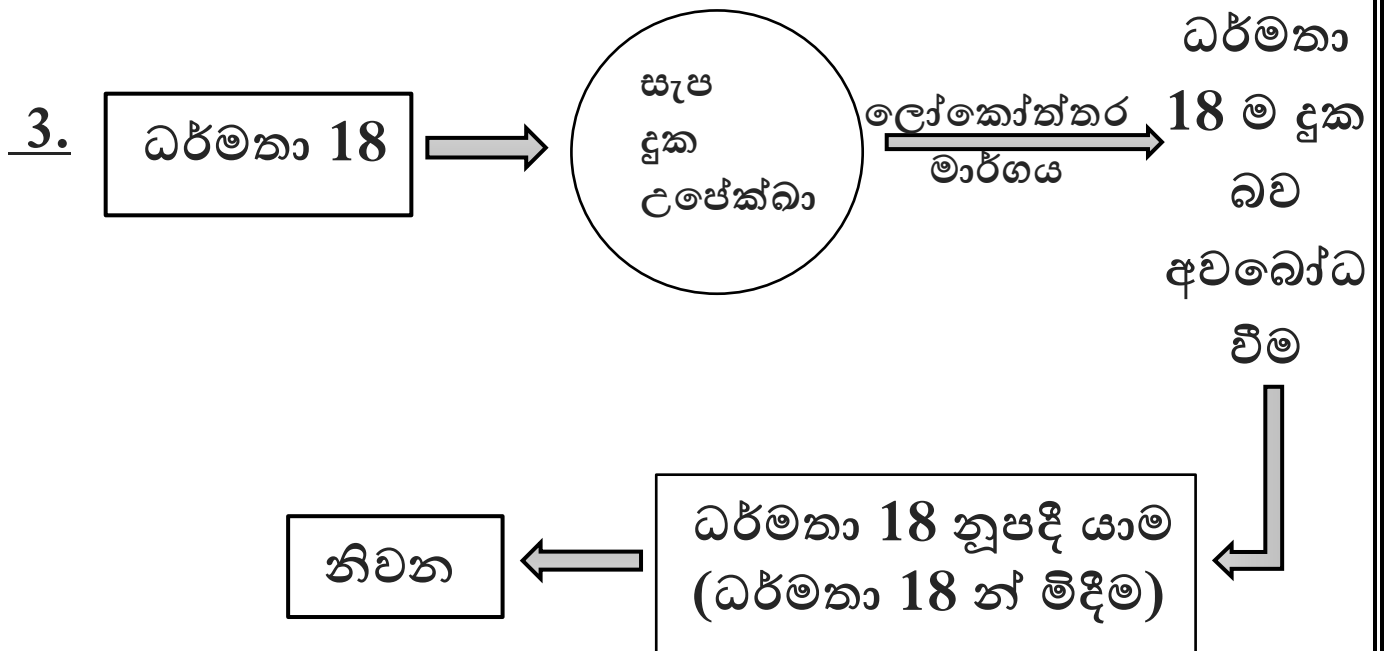 3.
ධර්මතා 18
සැප
දුක
උපේක්ඛා
ලෝකෝත්තර
මාර්ගය
ධර්මතා
18 ම දුක
බව
අවබෝධ
වීම
ධර්මතා 18 නූපදී යාම
(ධර්මතා 18 න් මිදීම)
නිවන